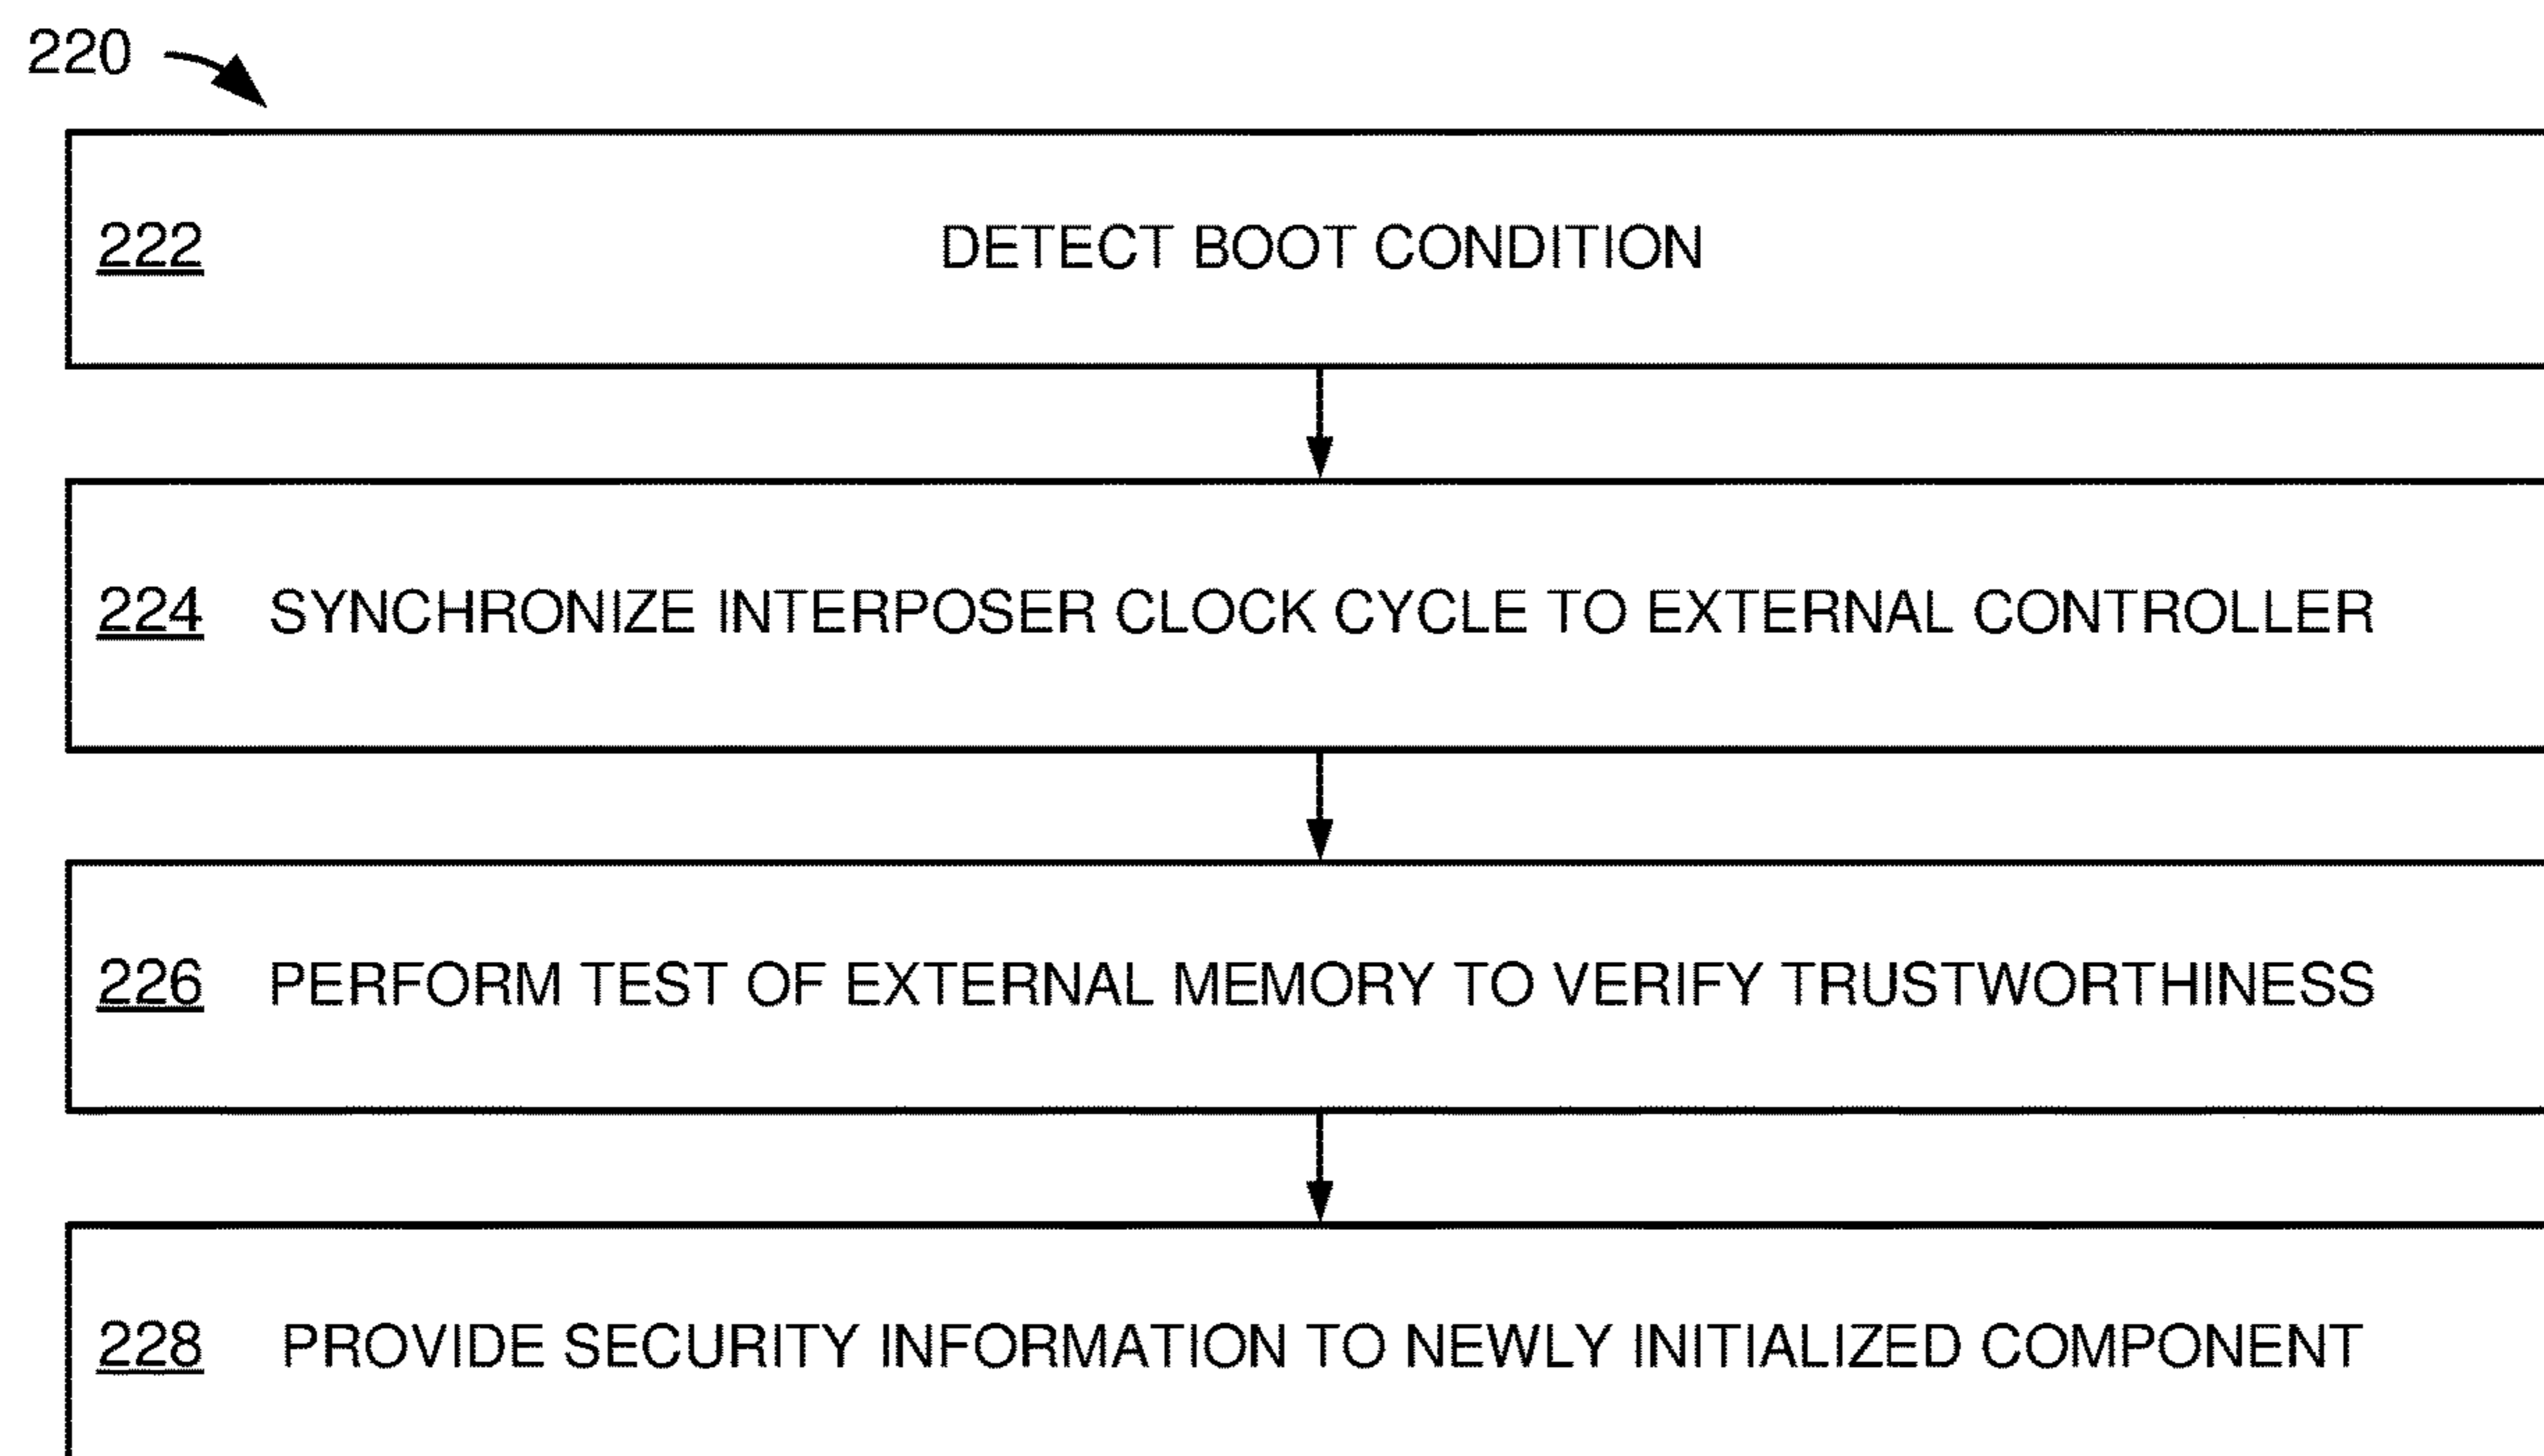 220
222 DETECT BOOT CONDITION
224 SYNCHRONIZE INTERPOSER CLOCK CYCLE TO EXTERNAL CONTROLLER
226 PERFORM TEST OF EXTERNAL MEMORY TO VERIFY TRUSTWORTHINESS
228 PROVIDE SECURITY INFORMATION TO NEWLY INITIALIZED COMPONENT